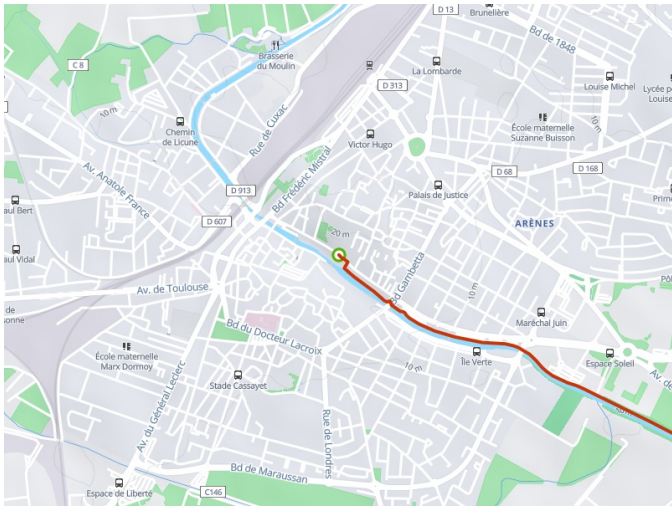 D 13
Brunelière
Bd de 1848
C 8
Brasserie
du Moulin
La Lombarde
D 313
Louise Michel
Lycée
Louis
10 m
Chemin
de Licune
Rue de Cuxac
Victor Hugo
École maternelle
Suzanne Buisson
10 m
D 68
D 168
Av. Anatole France
Bd Frédéric Mistral
D 913
Palais de Justice
aul Bert
D 607
20 m
ARÈNES
aul Vidal
Av. de Toulouse
Bd Gambetta
10 m
de
onne
Maréchal Juin
Bd du Docteur Lacroix
École maternelle
Marx Dormoy
10 m
Île Verte
Espace Soleil
Av. de
Stade Cassayet
Av. du Général Leclerc
Rue de Londres
Bd de Maraussan
Espace de Liberté
C146